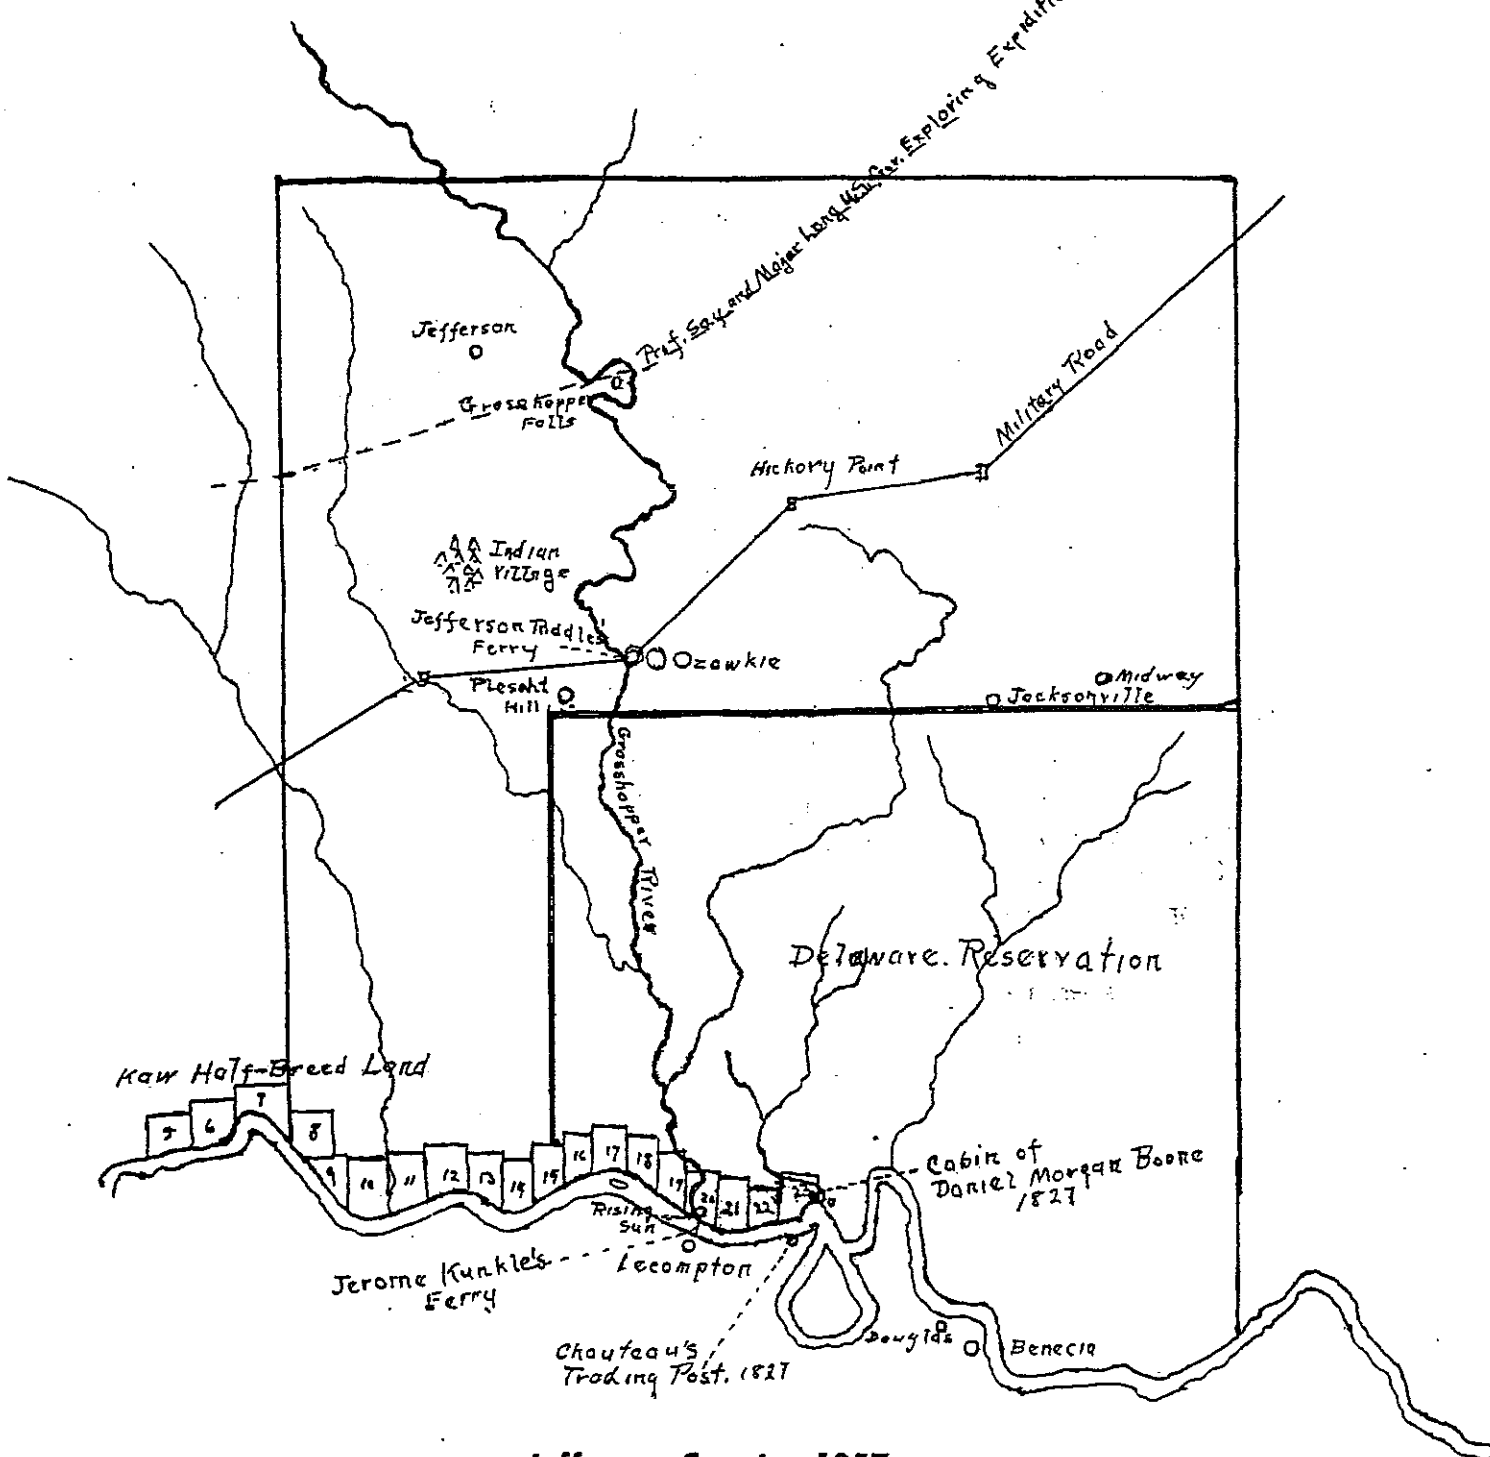 Prof. Say and Major Long U.S. Gov. Exploring
Jefferson
Grasshopper
Falls
Military Road
Hickory Point
Indian
Village
Jefferson Riddles'
Ferry
Ozawkie
Plesaht
Hill
Midway
Jacksonville
Grasshopper River
Delaware. Reservation
Kaw Half-Breed Land
5
6
7
8
9
10
11
12
13
14
15
16
17
18
19
20
21
22
23
Cabin of
Daniel Morgan Boone
1827
Rising
Sun
Jerome Kunkle's
Ferry
Lecompton
Chouteau's
Trading Post. 1827
Douglas
Benecia